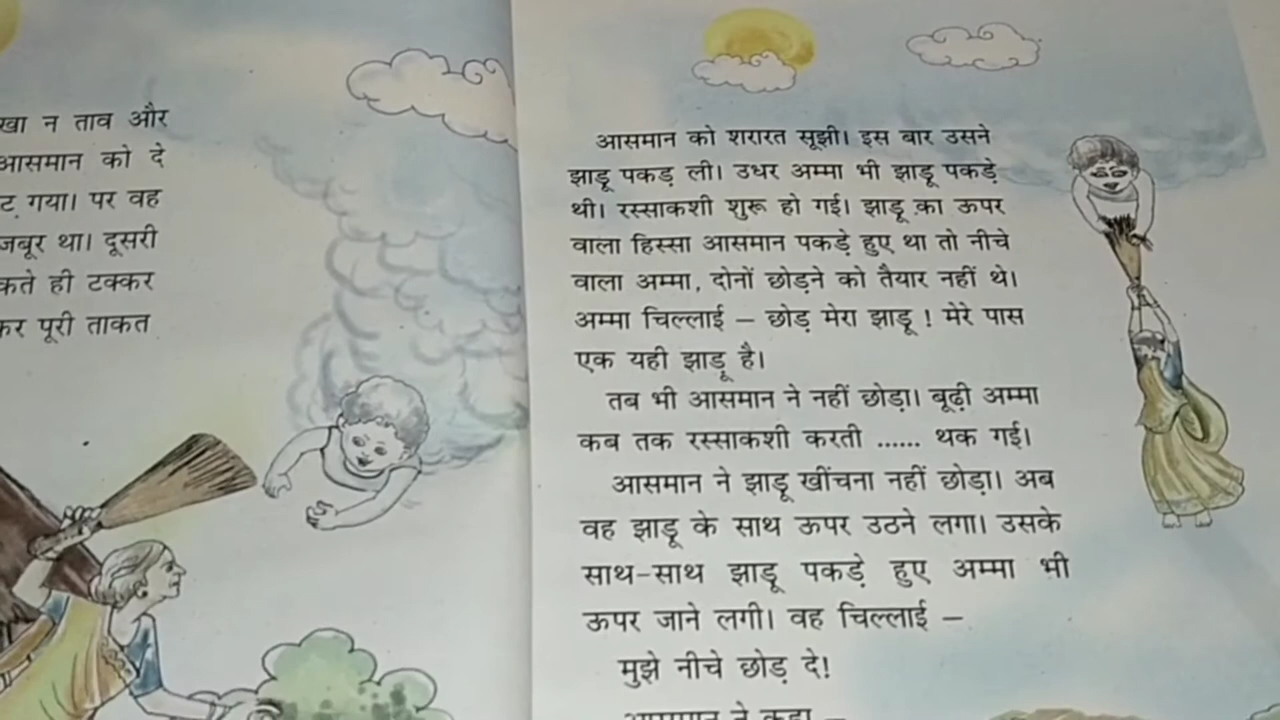 खा न ताव और
आसमान को दे
ट गया। पर वह
जबूर था। दूसरी
कते ही टक्कर
कर पूरी ताकत
आसमान को शरारत सूझी। इस बार उसने
झाड़ू पकड़ ली। उधर अम्मा भी झाड़ू पकड़े
थी। रस्साकशी शुरू हो गई। झाड़ू का ऊपर
वाला हिस्सा आसमान पकड़े हुए था तो नीचे
वाला अम्मा, दोनों छोड़ने को तैयार नहीं थे।
अम्मा चिल्लाई – छोड़ मेरा झाड़ू ! मेरे पास
एक यही झाड़ू है।
तब भी आसमान ने नहीं छोड़ा। बूढ़ी अम्मा
कब तक रस्साकशी करती ...... थक गई।
आसमान ने झाड़ू खींचना नहीं छोड़ा। अब
वह झाड़ू के साथ ऊपर उठने लगा। उसके
साथ-साथ झाड़ू पकड़े हुए अम्मा भी
ऊपर जाने लगी। वह चिल्लाई –
मुझे नीचे छोड़ दे!
आसमान ने कहा –